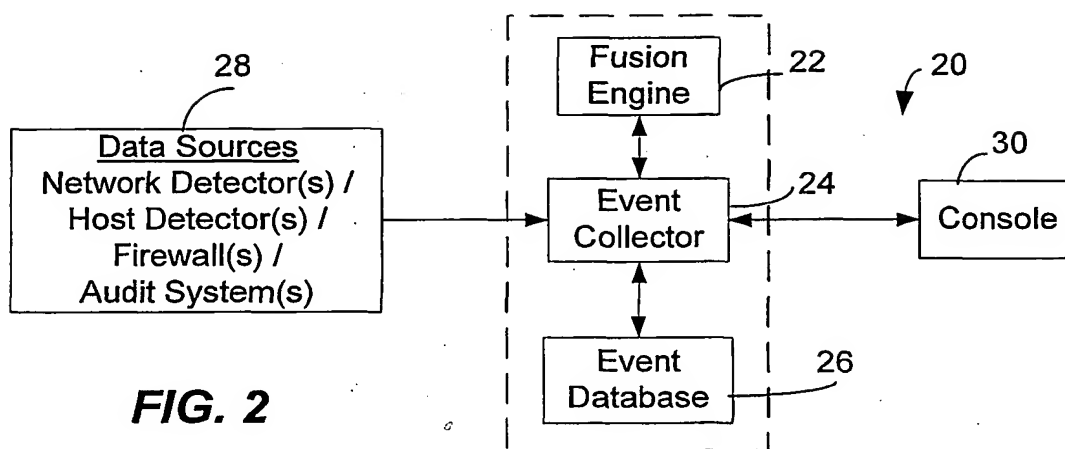 28
Data Sources
Network Detector(s) /
Host Detector(s) /
Firewall(s) /
Audit System(s)
Fusion
Engine
22
20
Event
Collector
24
30
Console
Event
Database
26
FIG. 2